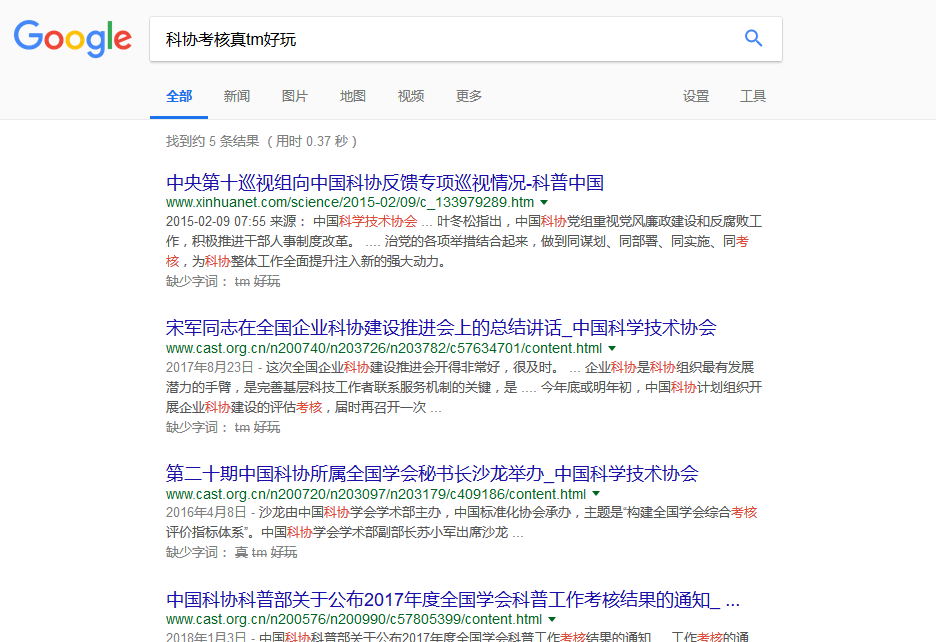 Google
科协考核真tm好玩
全部 新闻 图片 地图 视频 更多 设置 工具
找到约 5 条结果 （用时 0.37 秒）
中央第十巡视组向中国科协反馈专项巡视情况-科普中国
www.xinhuanet.com/science/2015-02/09/c_133979289.htm
2015-02-09 07:55 来源： 中国科学技术协会 ... 叶冬松指出，中国科协党组重视党风廉政建设和反腐败工
作，积极推进干部人事制度改革。 .... 治党的各项举措结合起来，做到同谋划、同部署、同实施、同考
核，为科协整体工作全面提升注入新的强大动力。
缺少字词： tm 好玩
宋军同志在全国企业科协建设推进会上的总结讲话_中国科学技术协会
www.cast.org.cn/n200740/n203726/n203782/c57634701/content.html
2017年8月23日 - 这次全国企业科协建设推进会开得非常好，很及时。 ... 企业科协是科协组织最有发展
潜力的手臂，是完善基层科技工作者联系服务机制的关键，是 .... 今年底或明年初，中国科协计划组织开
展企业科协建设的评估考核，届时再召开一次 ...
缺少字词： tm 好玩
第二十期中国科协所属全国学会秘书长沙龙举办_中国科学技术协会
www.cast.org.cn/n200720/n203097/n203179/c409186/content.html
2016年4月8日 - 沙龙由中国科协学会学术部主办，中国标准化协会承办，主题是“构建全国学会综合考核
评价指标体系”。中国科协学会学术部副部长苏小军出席沙龙 ...
缺少字词： 真 tm 好玩
中国科协科普部关于公布2017年度全国学会科普工作考核结果的通知_ ...
www.cast.org.cn/n200576/n200990/c57805399/content.html
2018年1月3日 - 中国科协科普部关于公布2017年度全国学会科普工作考核结果的通知 ... 工作考核的通